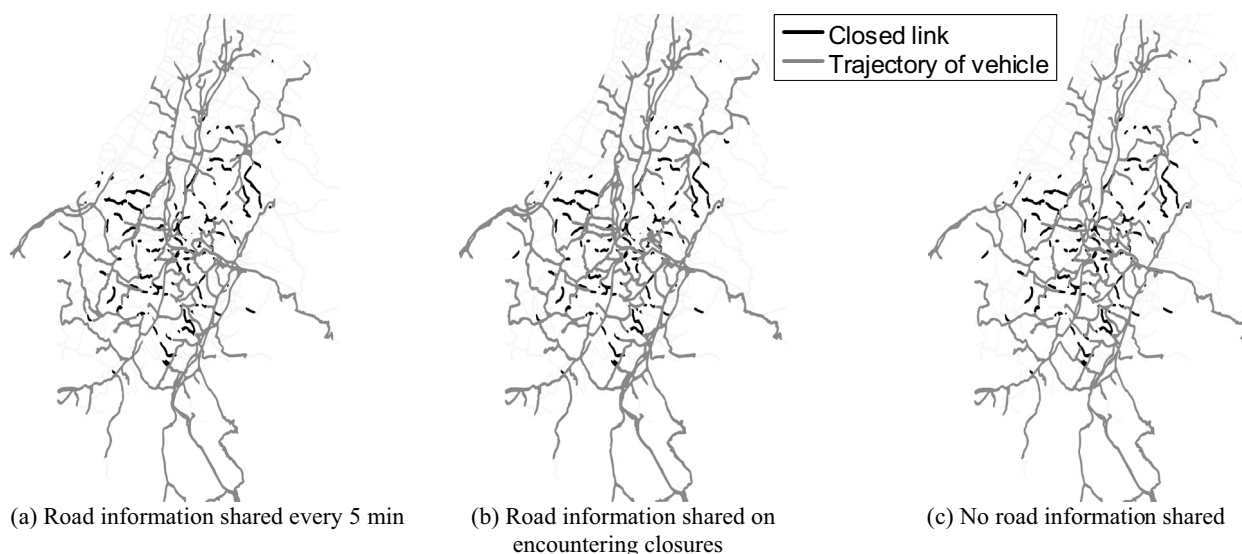 Closed link
Trajectory of vehicle
(a) Road information shared every 5 min
(b) Road information shared on
encountering closures
(c) No road information shared